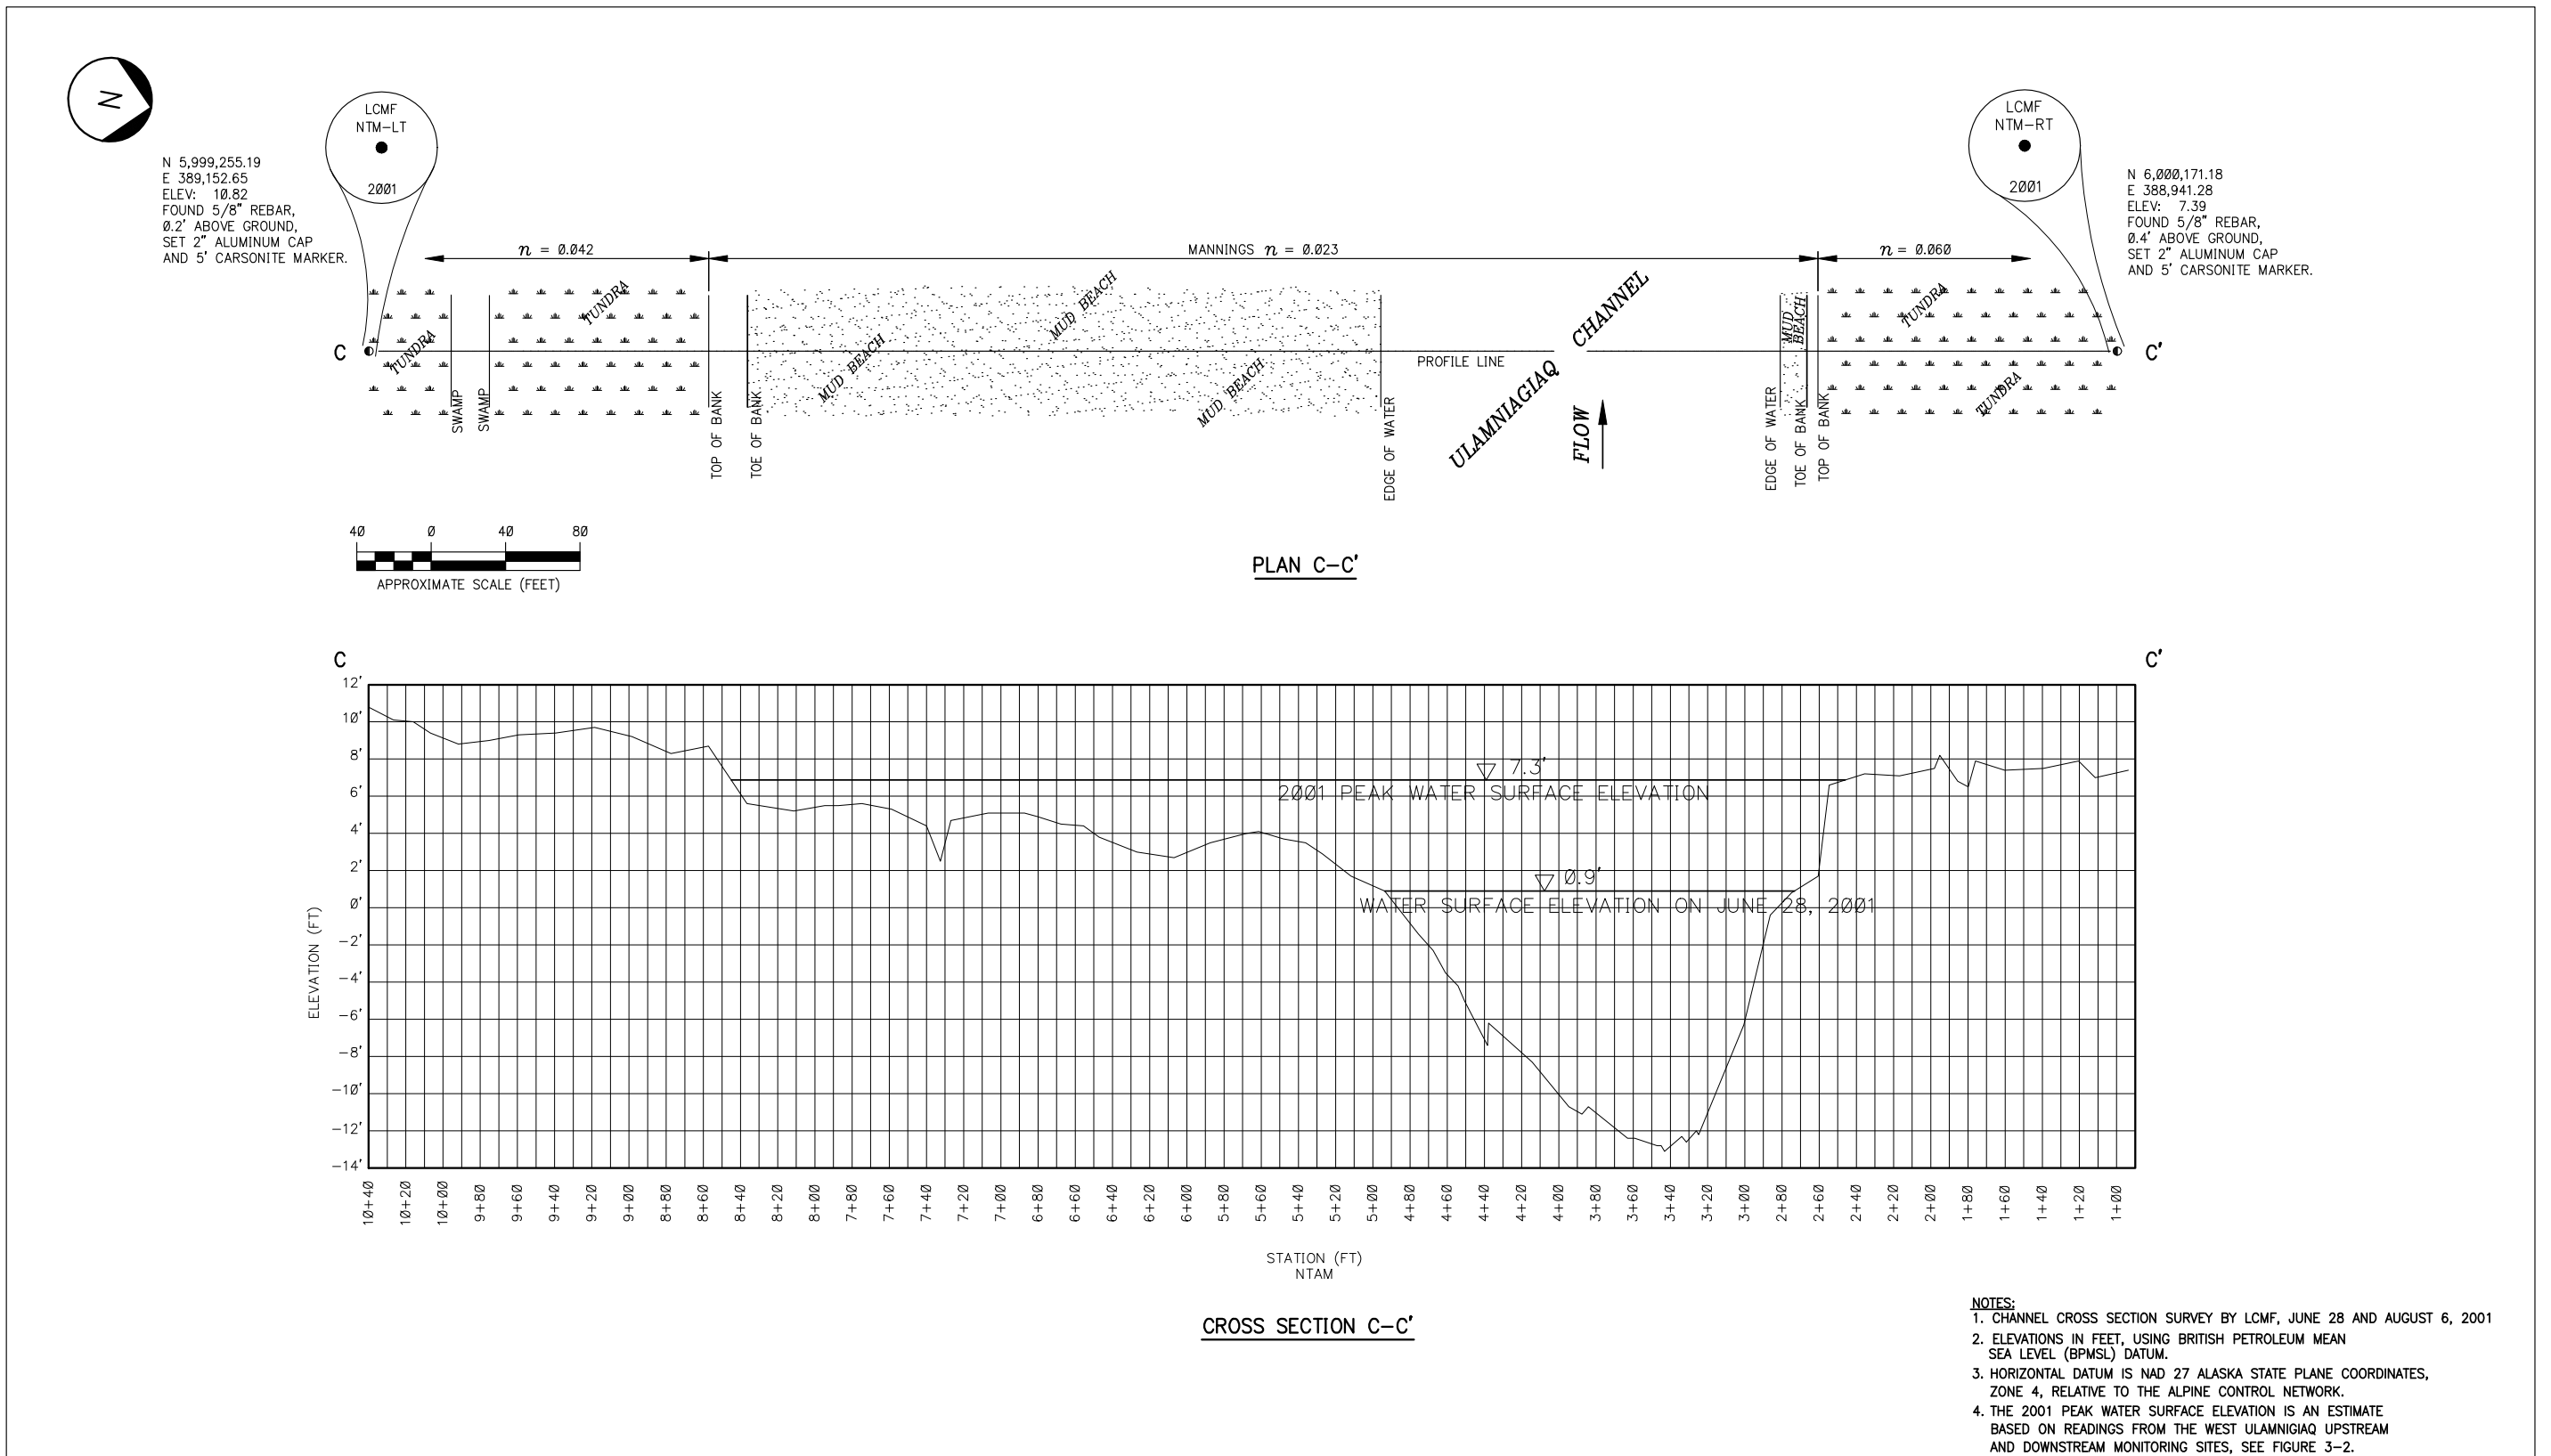 N
LCMF
NTM-LT
2001
N 5,999,255.19
E 389,152.65
ELEV: 10.82
FOUND 5/8" REBAR,
0.2' ABOVE GROUND,
SET 2" ALUMINUM CAP
AND 5' CARSONITE MARKER.
LCMF
NTM-RT
2001
N 6,000,171.18
E 388,941.28
ELEV: 7.39
FOUND 5/8" REBAR,
0.4' ABOVE GROUND,
SET 2" ALUMINUM CAP
AND 5' CARSONITE MARKER.
n = 0.042
MANNINGS n = 0.023
n = 0.060
C
TUNDRA
SWAMP
SWAMP
TUNDRA
TOP OF BANK
TOE OF BANK
MUD BEACH
MUD BEACH
MUD BEACH
EDGE OF WATER
PROFILE LINE
ULAMNIAGIAQ CHANNEL
FLOW
EDGE OF WATER
MUD BEACH
TOE OF BANK
TOP OF BANK
TUNDRA
TUNDRA
C'
40 0 40 80
APPROXIMATE SCALE (FEET)
PLAN C-C'
C
C'
12'
10'
8'
6'
4'
2'
0'
-2'
-4'
-6'
-8'
-10'
-12'
-14'
ELEVATION (FT)
7.3'
2001 PEAK WATER SURFACE ELEVATION
0.9'
WATER SURFACE ELEVATION ON JUNE 28, 2001
10+40 10+20 10+00 9+80 9+60 9+40 9+20 9+00 8+80 8+60 8+40 8+20 8+00 7+80 7+60 7+40 7+20 7+00 6+80 6+60 6+40 6+20 6+00 5+80 5+60 5+40 5+20 5+00 4+80 4+60 4+40 4+20 4+00 3+80 3+60 3+40 3+20 3+00 2+80 2+60 2+40 2+20 2+00 1+80 1+60 1+40 1+20 1+00
STATION (FT)
NTAM
CROSS SECTION C-C'
NOTES:
1. CHANNEL CROSS SECTION SURVEY BY LCMF, JUNE 28 AND AUGUST 6, 2001
2. ELEVATIONS IN FEET, USING BRITISH PETROLEUM MEAN
SEA LEVEL (BPMSL) DATUM.
3. HORIZONTAL DATUM IS NAD 27 ALASKA STATE PLANE COORDINATES,
ZONE 4, RELATIVE TO THE ALPINE CONTROL NETWORK.
4. THE 2001 PEAK WATER SURFACE ELEVATION IS AN ESTIMATE
BASED ON READINGS FROM THE WEST ULAMNIGIAQ UPSTREAM
AND DOWNSTREAM MONITORING SITES, SEE FIGURE 3-2.